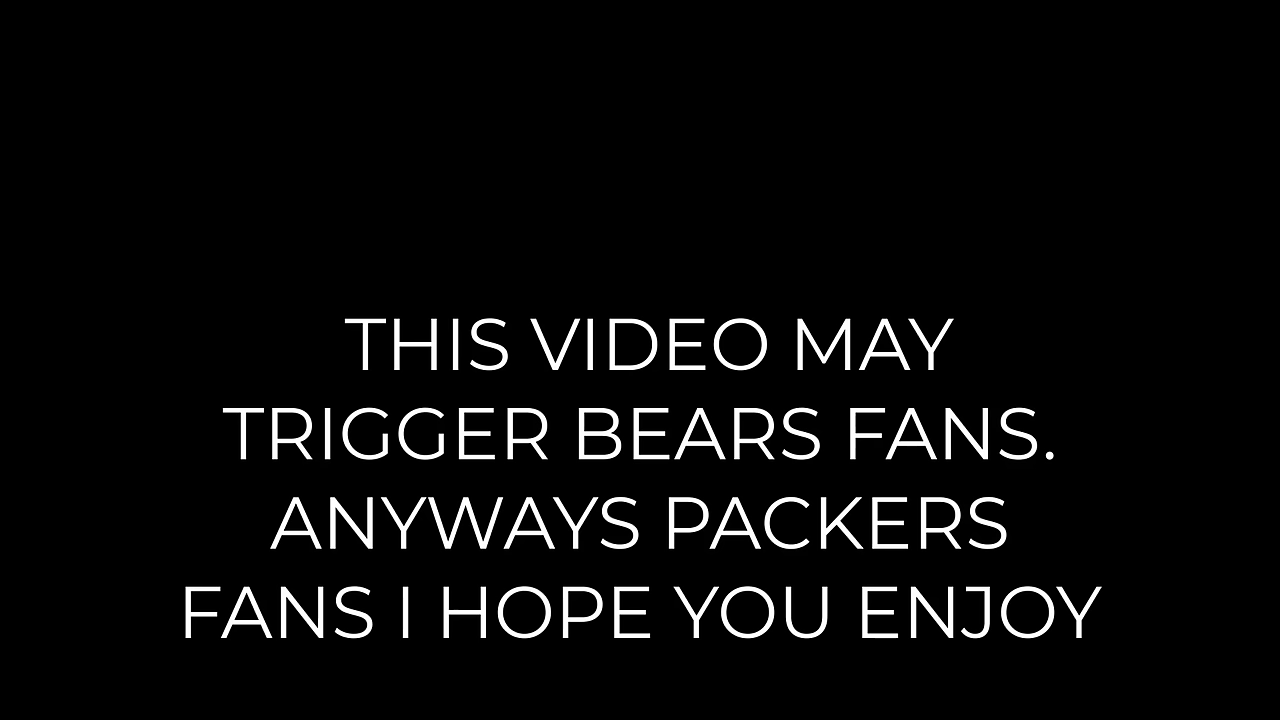 THIS VIDEO MAY
TRIGGER BEARS FANS.
ANYWAYS PACKERS
FANS I HOPE YOU ENJOY